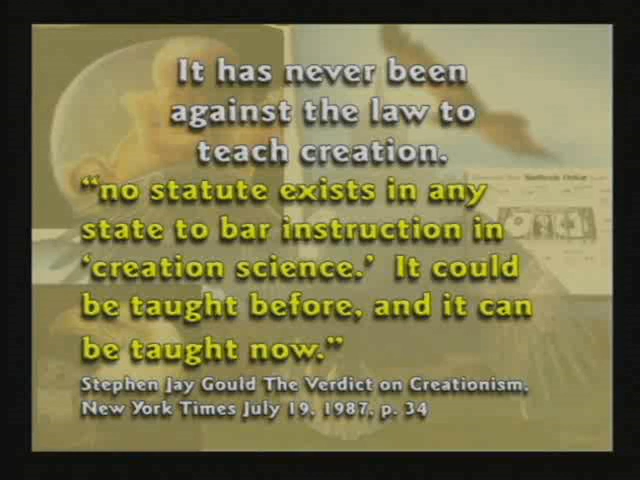 It has never been
against the law to
teach creation.
“no statute exists in any
state to bar instruction in
‘creation science.’ It could
be taught before, and it can
be taught now.”
Stephen Jay Gould The Verdict on Creationism,
New York Times July 19, 1987, p. 34